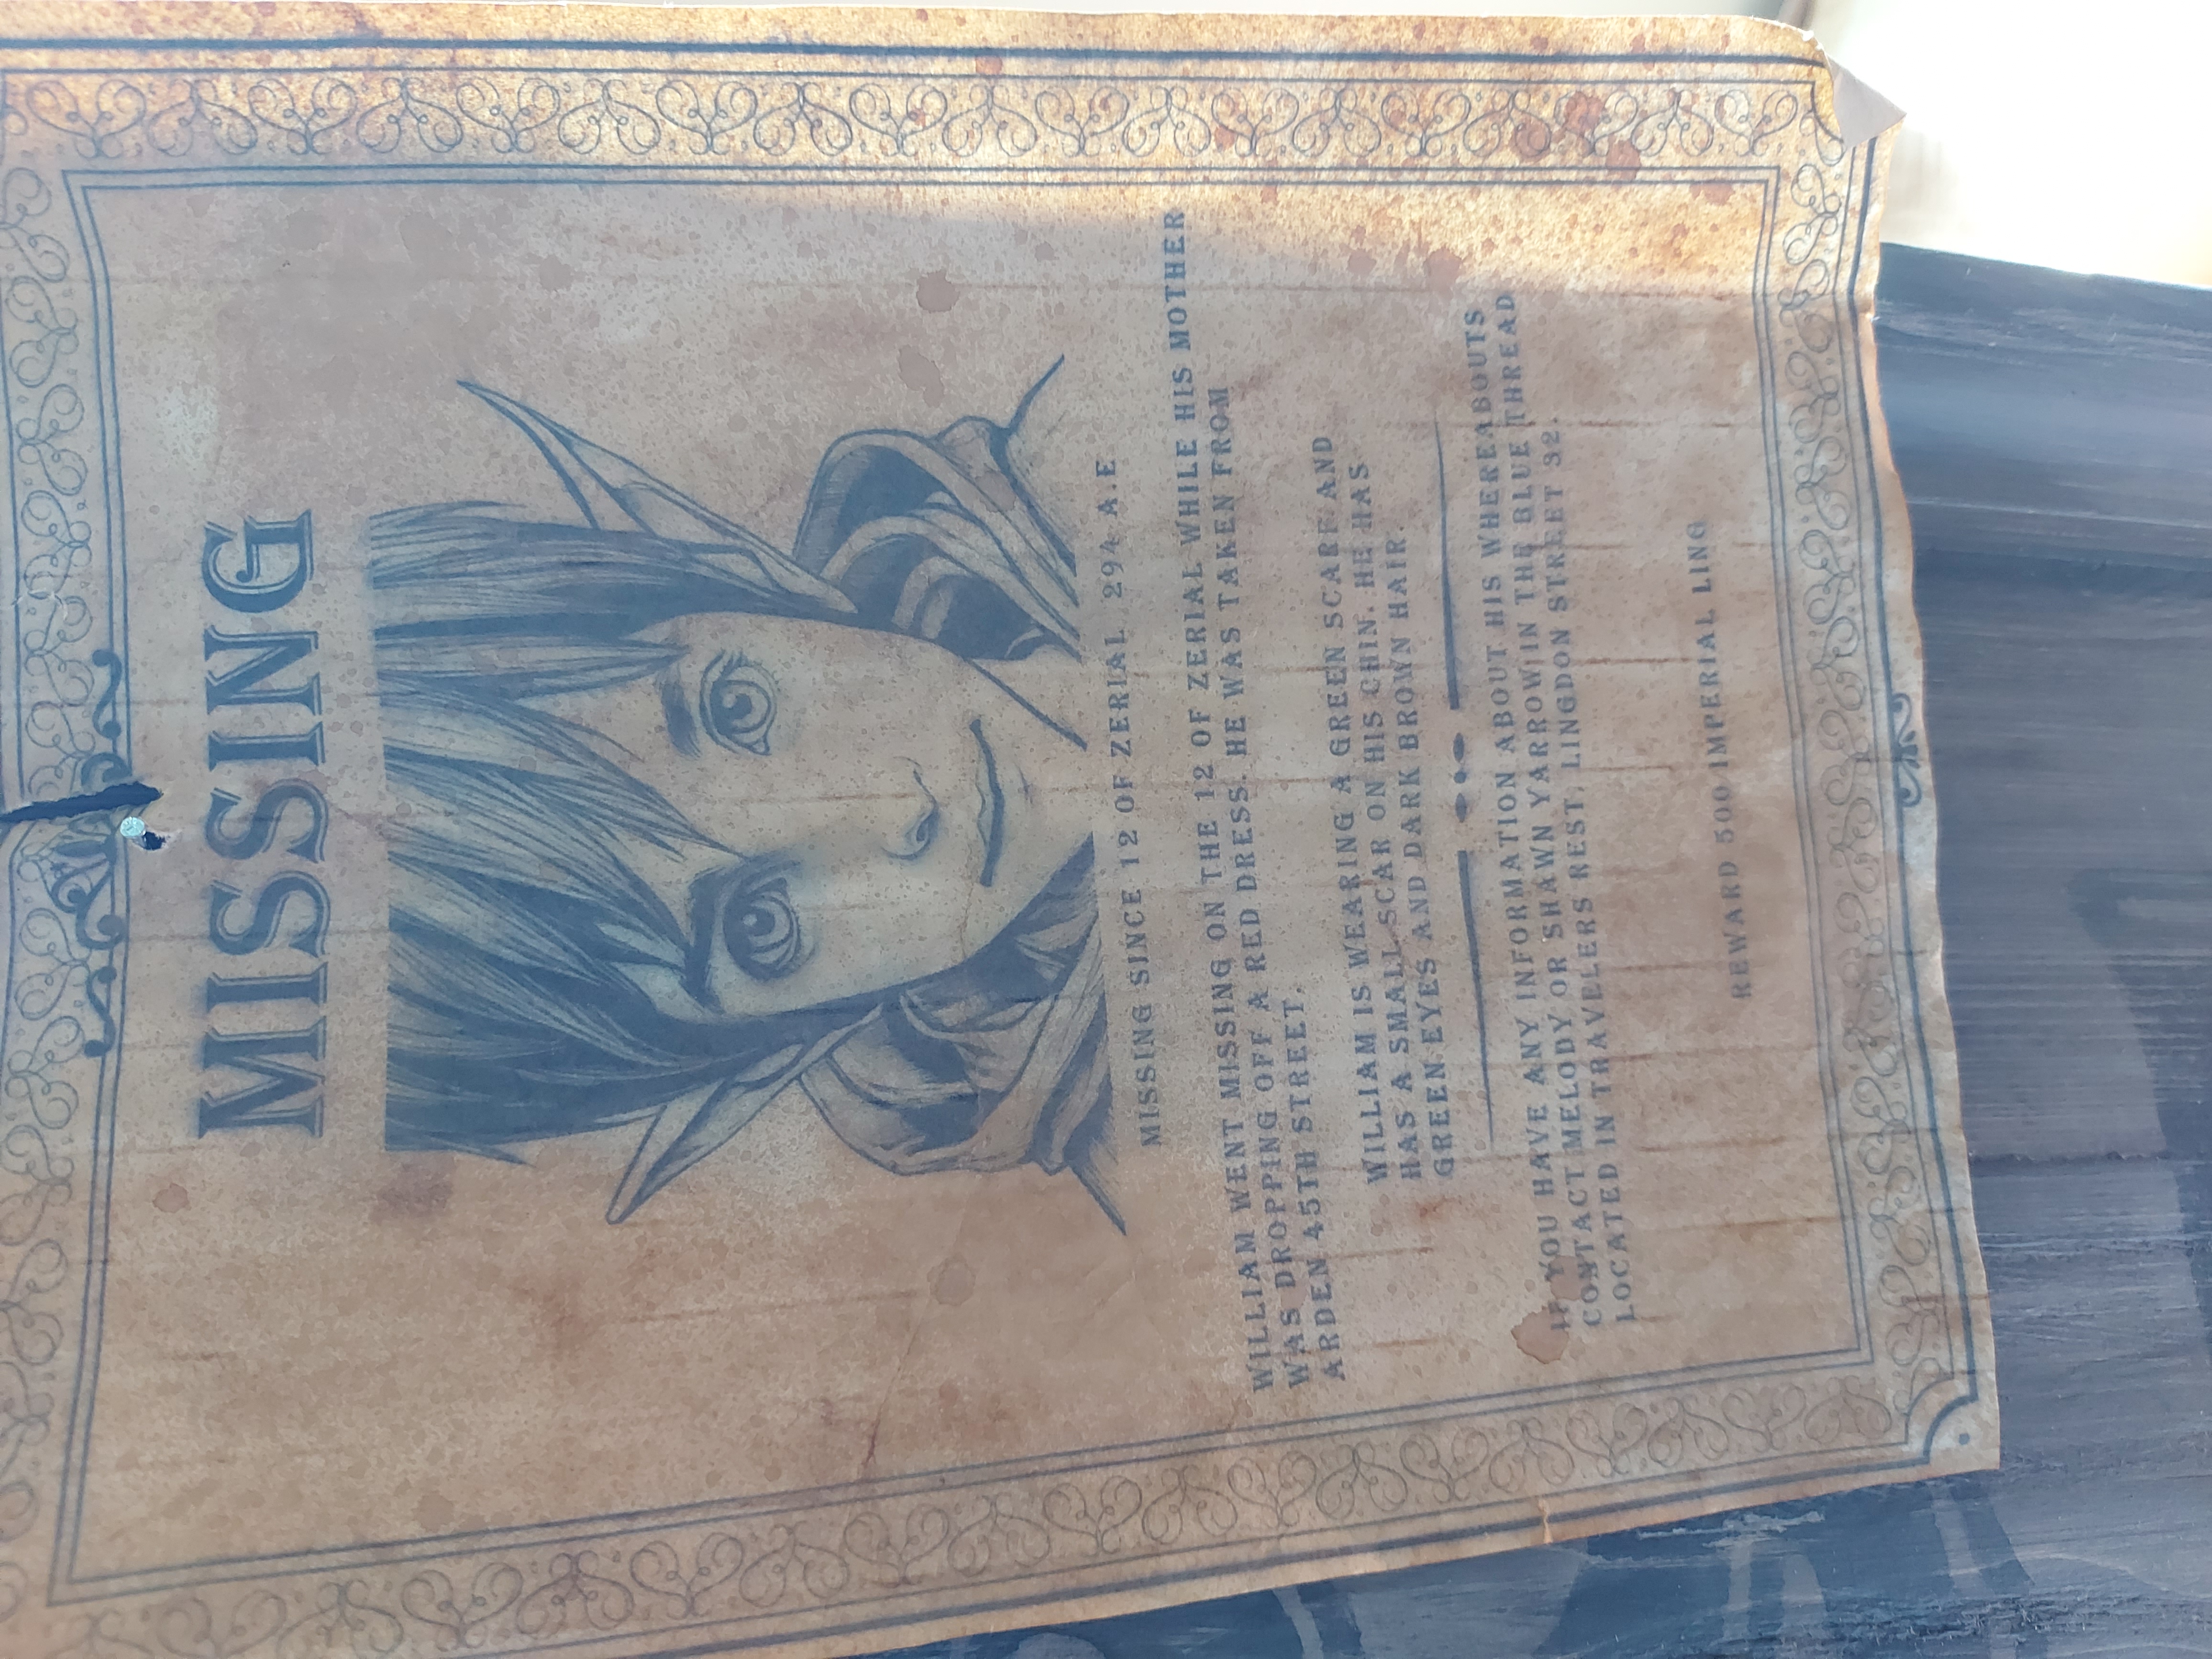 MISSING
MISSING SINCE 12 OF ZERIAL 294 A.E
WILLIAM WENT MISSING ON THE 12 OF ZERIAL WHILE HIS MOTHER
WAS DROPPING OFF A RED DRESS. HE WAS TAKEN FROM
ARDEN 45TH STREET.
WILLIAM IS WEARING A GREEN SCARF AND
HAS A SMALL SCAR ON HIS CHIN. HE HAS
GREEN EYES AND DARK BROWN HAIR.
IF YOU HAVE ANY INFORMATION ABOUT HIS WHEREABOUTS
CONTACT MELODY OR SHAWN YARROW IN THE BLUE THREAD
LOCATED IN TRAVELERS REST, LINGDON STREET 32.
REWARD 500 IMPERIAL LING